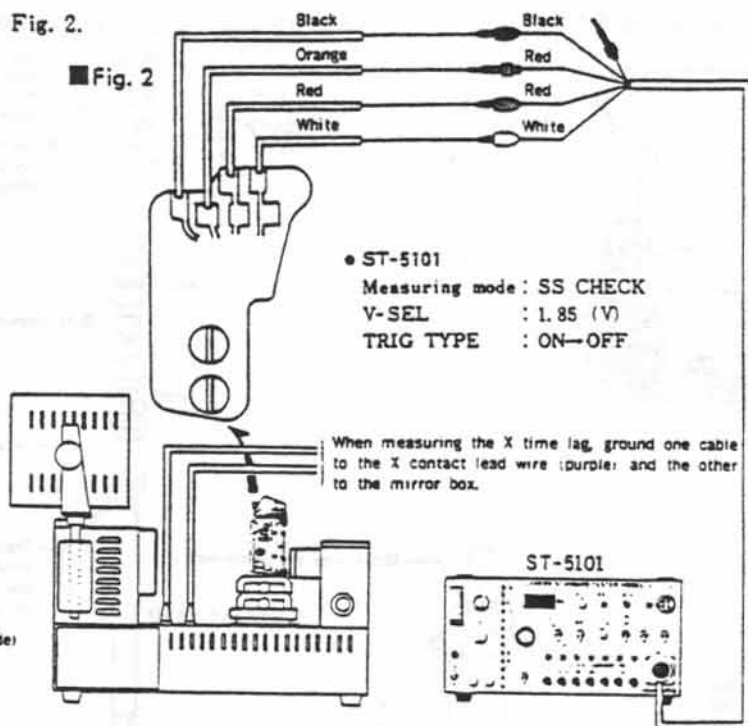 Fig. 2.
■ Fig. 2
Black Black
Orange Red
Red Red
White White
● ST-5101
Measuring mode : SS CHECK
V-SEL : 1.85 (V)
TRIG TYPE : ON→OFF
When measuring the X time lag, ground one cable
to the X contact lead wire (purple) and the other
to the mirror box.
ST-5101